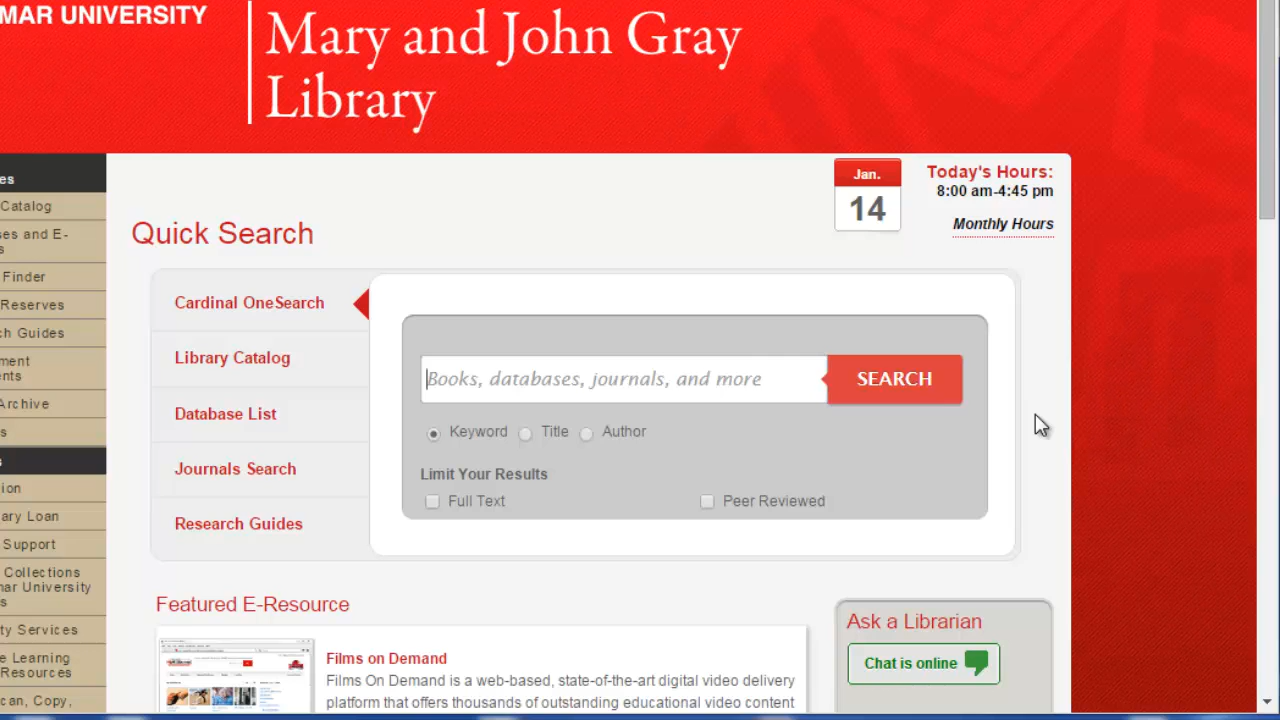 MAR UNIVERSITY
Mary and John Gray
Library
es
Catalog
ses and E-
s
Finder
Reserves
ch Guides
ment
ents
Archive
s
s
ion
ary Loan
Support
Collections
mar University
s
ty Services
e Learning
Resources
can, Copy,
Jan.
14
Today's Hours:
8:00 am-4:45 pm
Monthly Hours
Quick Search
Cardinal OneSearch
Library Catalog
Database List
Journals Search
Research Guides
Books, databases, journals, and more
SEARCH
Keyword
Title
Author
Limit Your Results
Full Text
Peer Reviewed
Featured E-Resource
Films on Demand
Films On Demand is a web-based, state-of-the-art digital video delivery
platform that offers thousands of outstanding educational video content
Ask a Librarian
Chat is online